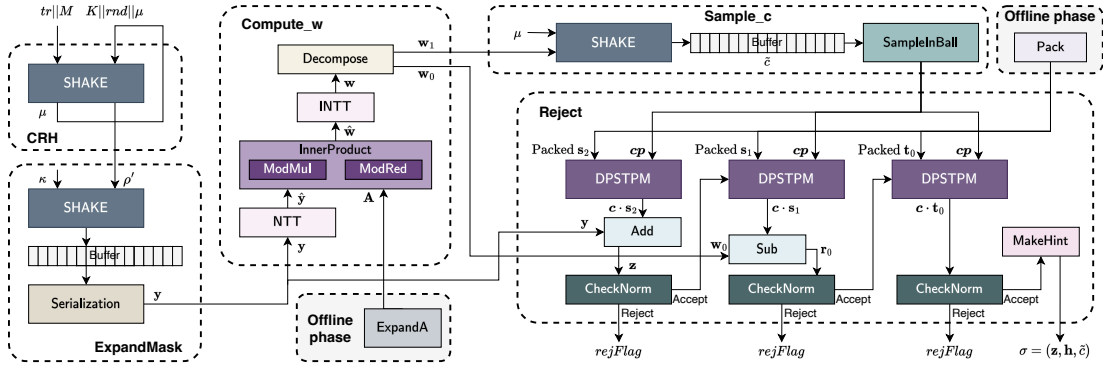 tr||M
K||rnd||μ
SHAKE
μ
CRH
κ
ρ′
SHAKE
Buffer
Serialization
ExpandMask
y
Compute_w
Decompose
w
INTT
ŵ
InnerProduct
ModMul
ModRed
ŷ
A
NTT
y
Offline
phase
ExpandA
w₁
w₀
Sample_c
μ
SHAKE
Buffer
c̃
SampleInBall
Offline phase
Pack
Reject
Packed s₂
cp
Packed s₁
cp
Packed t₀
cp
DPSTPM
DPSTPM
DPSTPM
c · s₂
c · s₁
c · t₀
y
Add
w₀
Sub
r₀
MakeHint
z
CheckNorm
Accept
CheckNorm
Accept
CheckNorm
Accept
Reject
Reject
Reject
rejFlag
rejFlag
rejFlag
σ = (z, h, c̃)